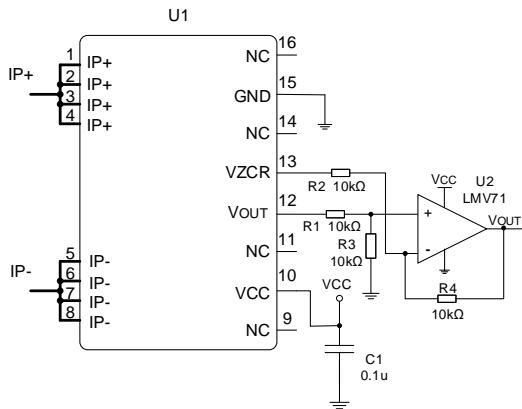 U1
IP+
1 IP+
2 IP+
3 IP+
4 IP+
IP-
5 IP-
6 IP-
7 IP-
8 IP-
NC 16
GND 15
NC 14
VZCR 13
VOUT 12
NC 11
VCC 10
NC 9
R2 10kΩ
R1 10kΩ
R3
10kΩ
VCC
U2
LMV71
+
-
VOUT
R4
10kΩ
VCC
C1
0.1u